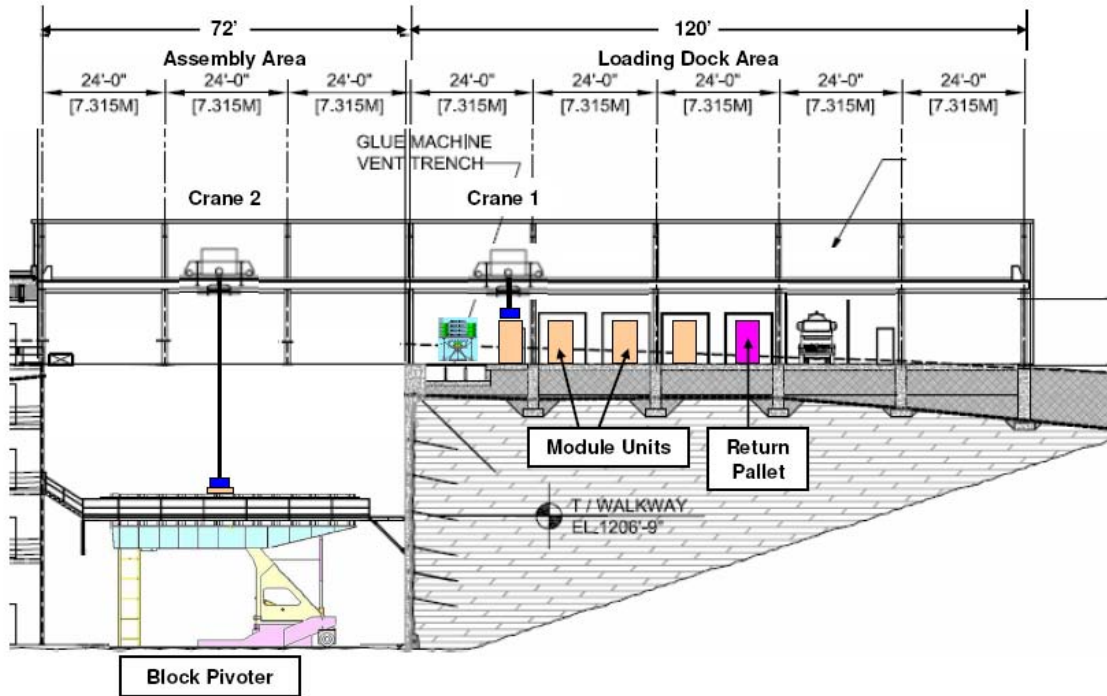 72'
120'
Assembly Area
Loading Dock Area
24'-0" 24'-0" 24'-0" 24'-0" 24'-0" 24'-0" 24'-0" 24'-0"
[7.315M] [7.315M] [7.315M] [7.315M] [7.315M] [7.315M] [7.315M] [7.315M]
GLUE MACHINE
VENT TRENCH
Crane 2
Crane 1
Module Units
Return
Pallet
T / WALKWAY
EL.1206'-9"
Block Pivoter